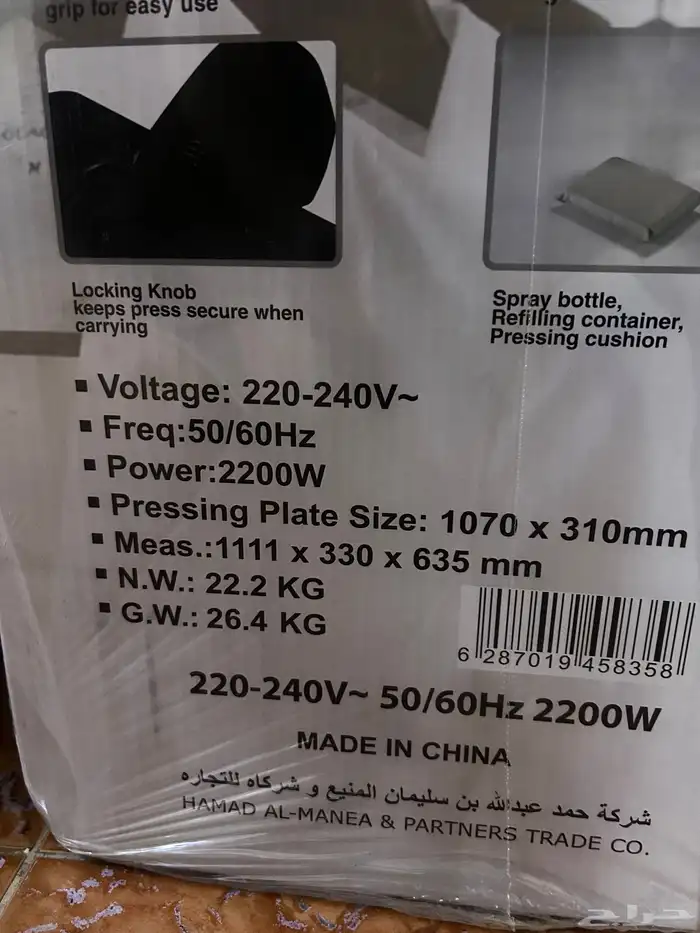 grip for easy use
Locking Knob
keeps press secure when
carrying
Spray bottle,
Refilling container,
Pressing cushion
▪ Voltage: 220-240V~
▪ Freq:50/60Hz
▪ Power:2200W
▪ Pressing Plate Size: 1070 x 310mm
▪ Meas.:1111 x 330 x 635 mm
▪ N.W.: 22.2 KG
▪ G.W.: 26.4 KG
6 287019 458358
220-240V~ 50/60Hz 2200W
MADE IN CHINA
شركة حمد عبدالله بن سليمان المنيع و شركاه للتجاره
HAMAD AL-MANEA & PARTNERS TRADE CO.
حراج